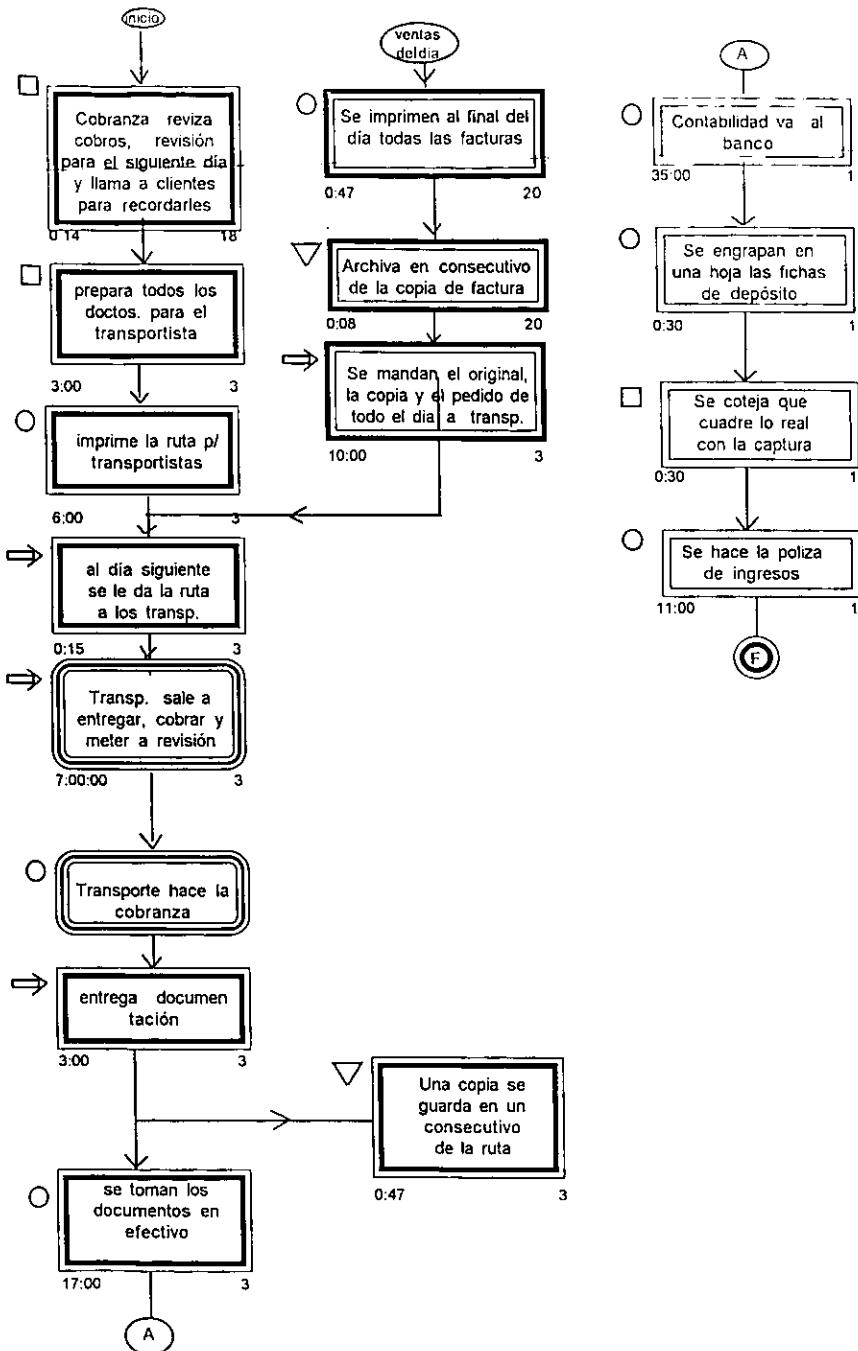 inicio
Cobranza reviza
cobros, revisión
para el siguiente día
y llama a clientes
para recordarles
0:14 18
prepara todos los
doctos. para el
transportista
3:00 3
imprime la ruta p/
transportistas
6:00 3
al día siguiente
se le da la ruta
a los transp.
0:15 3
Transp. sale a
entregar, cobrar y
meter a revisión
7:00:00 3
Transporte hace la
cobranza
entrega documen
tación
3:00 3
se toman los
documentos en
efectivo
17:00 3
A
ventas
del dia
Se imprimen al final del
día todas las facturas
0:47 20
Archiva en consecutivo
de la copia de factura
0:08 20
Se mandan el original,
la copia y el pedido de
todo el dia a transp.
10:00 3
Una copia se
guarda en un
consecutivo
de la ruta
0:47 3
A
Contabilidad va al
banco
35:00 1
Se engrapan en
una hoja las fichas
de depósito
0:30 1
Se coteja que
cuadre lo real
con la captura
0:30 1
Se hace la poliza
de ingresos
11:00 1
F